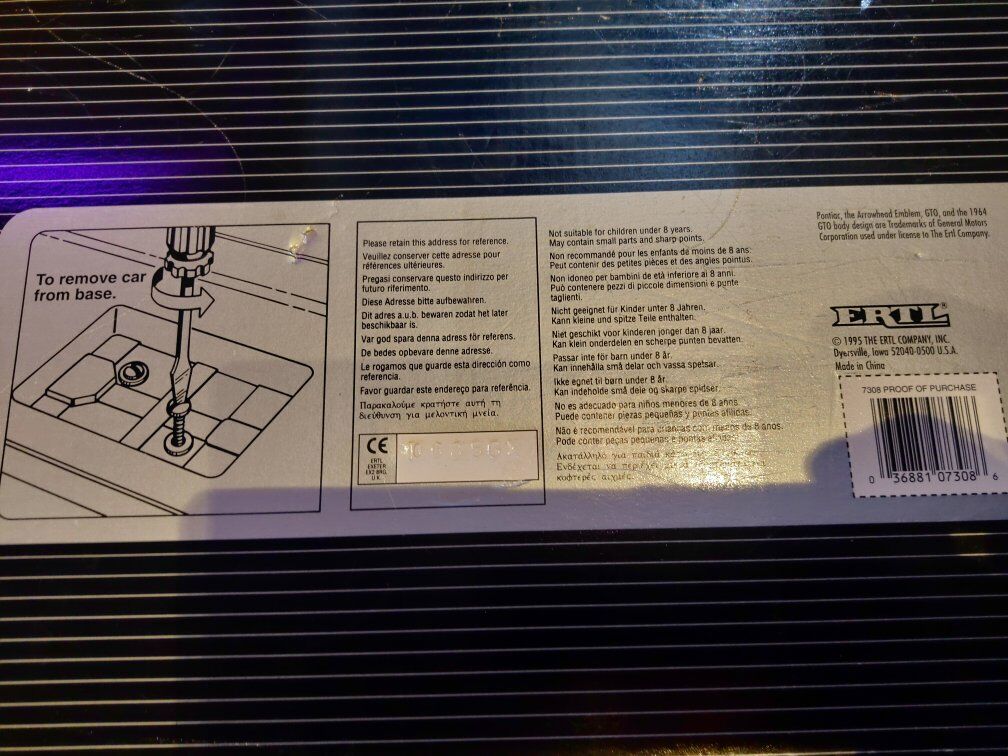 To remove car
from base.
Please retain this address for reference.
Veuillez conserver cette adresse pour
références ultérieures.
Pregasi conservare questo indirizzo per
futuro riferimento.
Diese Adresse bitte aufbewahren.
Dit adres a.u.b. bewaren zodat het later
beschikbaar is.
Var god spara denna adress för referens.
De bedes opbevare denne adresse.
Le rogamos que guarde esta dirección como
referencia.
Favor guardar este endereço para referência.
Παρακαλούμε κρατήστε αυτή τη
διεύθυνση για μελοντική μνεία.
CE
ERTL
EXETER
EX2 8RG,
U.K.
Not suitable for children under 8 years.
May contain small parts and sharp points.
Non recommandé pour les enfants de moins de 8 ans.
Peut contenir des petites pièces et des angles pointus.
Non idoneo per bambini de età inferiore ai 8 anni.
Può contenere pezzi di piccole dimensioni e punte
taglienti.
Nicht geeignet für Kinder unter 8 Jahren.
Kann kleine und spitze Teile enthalten.
Niet geschikt voor kinderen jonger dan 8 jaar.
Kan klein onderdelen en scherpe punten bevatten.
Passar inte för barn under 8 år.
Kan innehålla små delar och vassa spetsar.
Ikke egnet til børn under 8 år.
Kan indeholde små dele og skarpe spidser.
No es adecuado para niños menores de 8 años.
Puede contener piezas pequeñas y puntas afiladas.
Não é recomendável para crianças com menos de 8 anos.
Pode conter peças pequenas e pontas
Ακατάλληλο για παιδιά
Ενδέχεται να περιέχει
κοφτερές αιχμές.
Pontiac, the Arrowhead Emblem, GTO, and the 1964
GTO body design are Trademarks of General Motors
Corporation used under license to The Ertl Company.
ERTL®
© 1995 THE ERTL COMPANY, INC.
Dyersville, Iowa 52040-0500 U.S.A.
Made in China
7308 PROOF OF PURCHASE
0 36881 07308 6